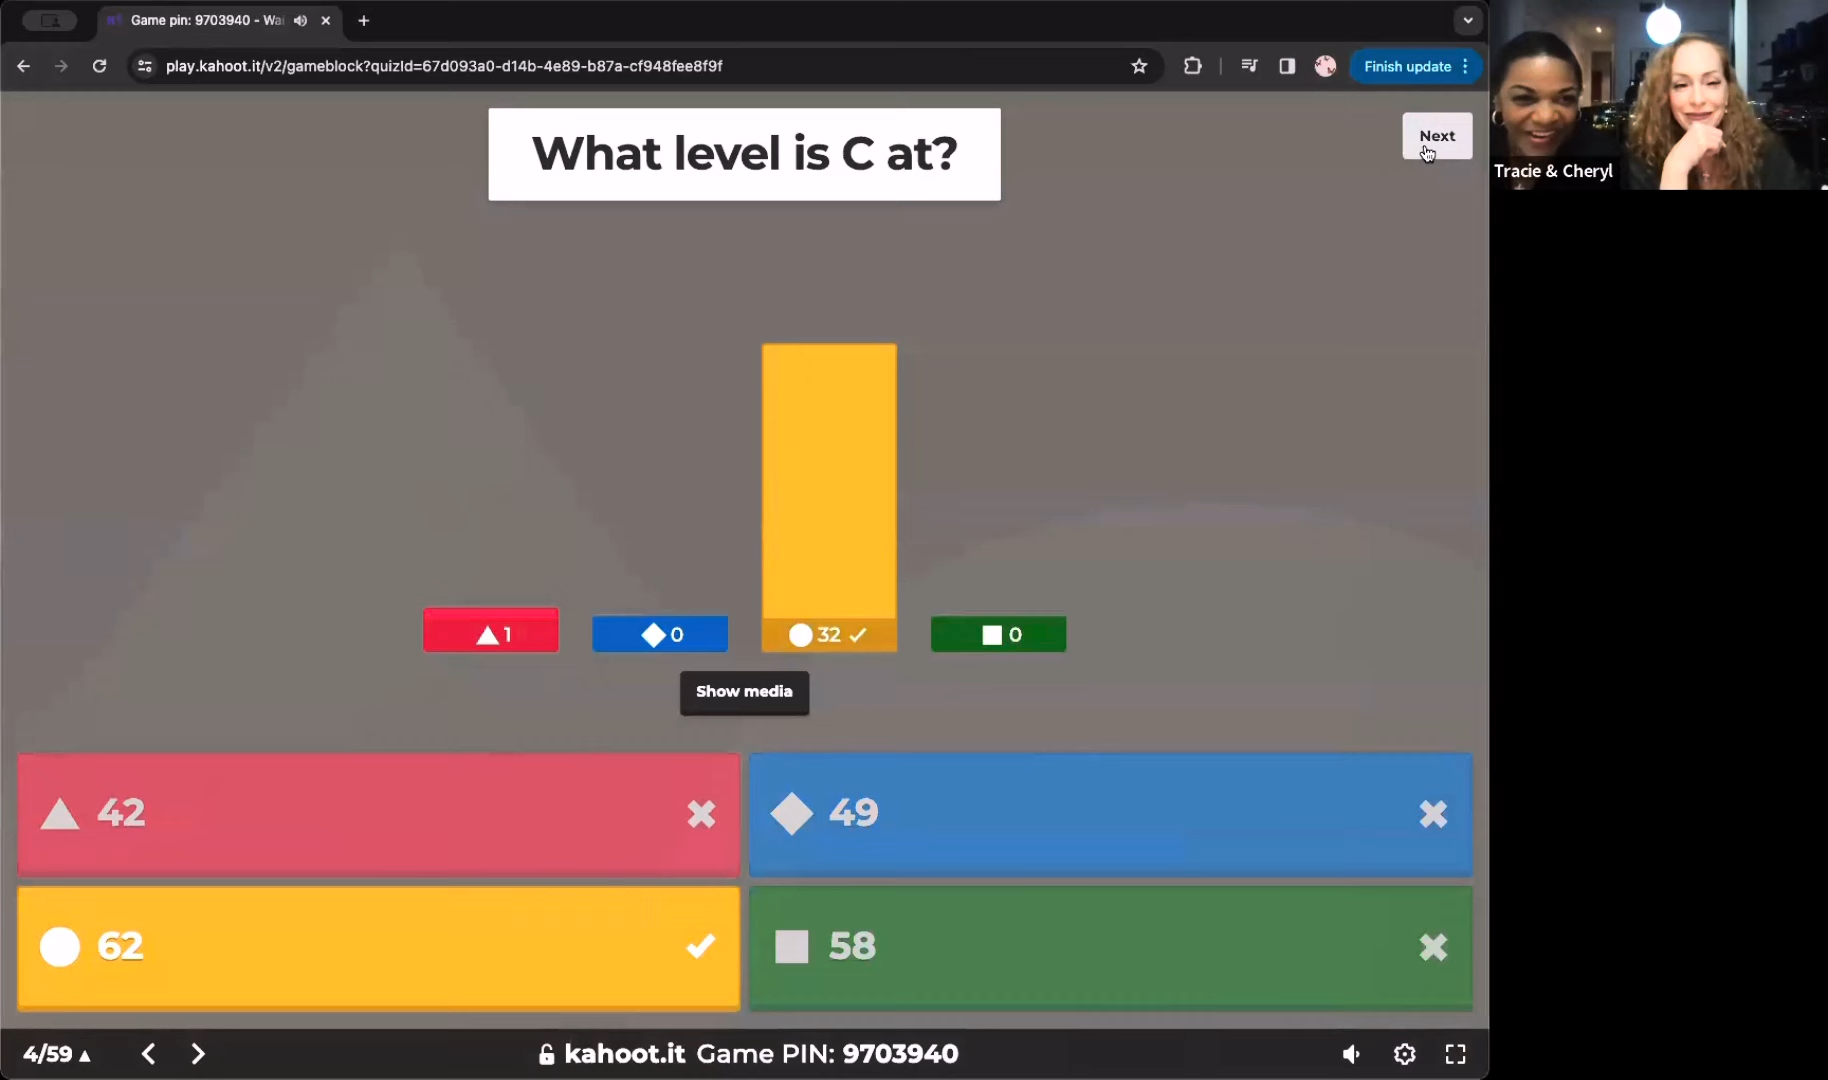 Game pin: 9703940 - Wai
play.kahoot.it/v2/gameblock?quizId=67d093a0-d14b-4e89-b87a-cf948fee8f9f
Finish update
What level is C at?
Next
Tracie & Cheryl
1
0
32
0
Show media
42
49
62
58
4/59
kahoot.it Game PIN: 9703940